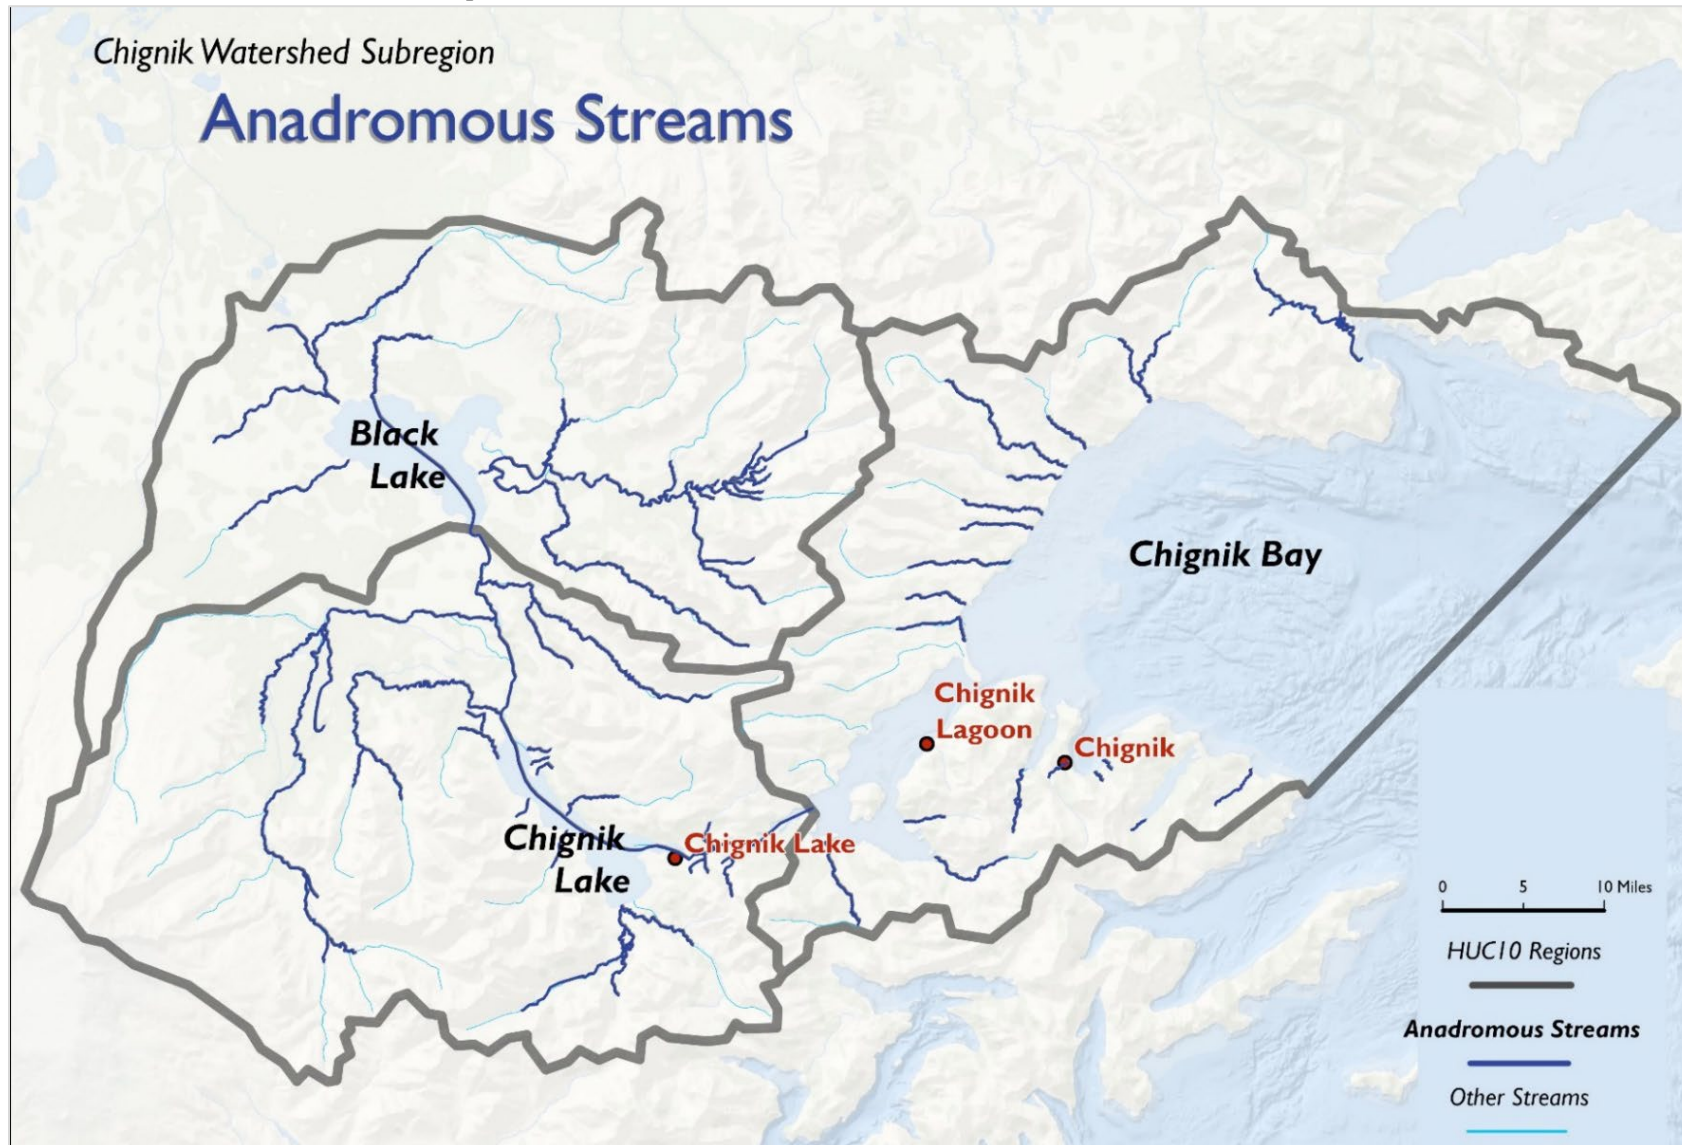 Chignik Watershed Subregion
Anadromous Streams
Black
Lake
Chignik Bay
Chignik
Lagoon
Chignik
Chignik
Lake
Chignik Lake
0 5 10 Miles
HUC10 Regions
Anadromous Streams
Other Streams